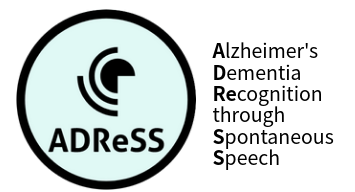 ADReSS
Alzheimer's
Dementia
Recognition
through
Spontaneous
Speech